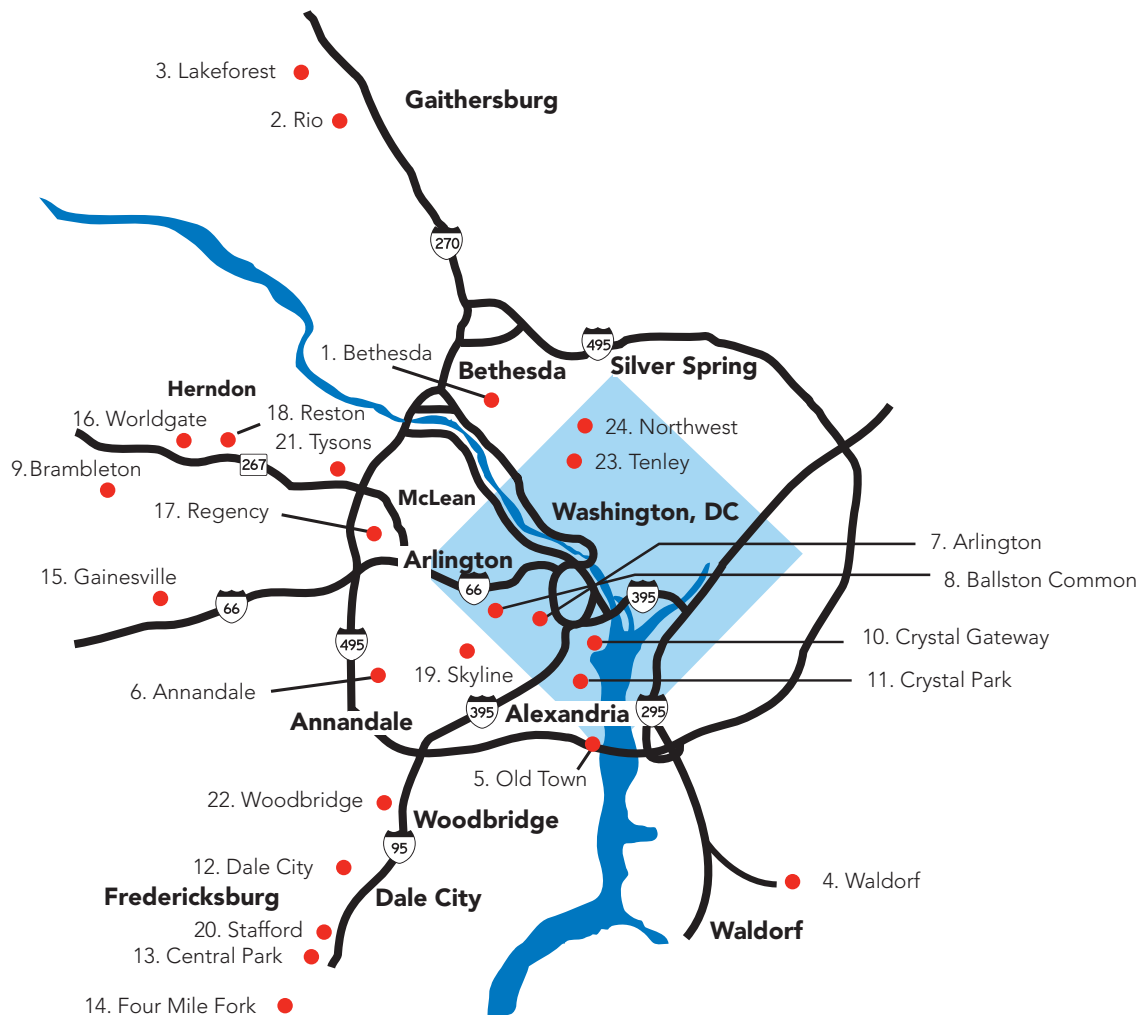 3. Lakeforest
Gaithersburg
2. Rio
270
1. Bethesda
495
Bethesda
Silver Spring
Herndon
16. Worldgate
18. Reston
24. Northwest
21. Tysons
267
9.Brambleton
23. Tenley
McLean
17. Regency
Washington, DC
7. Arlington
Arlington
8. Ballston Common
15. Gainesville
66
66
395
495
10. Crystal Gateway
19. Skyline
11. Crystal Park
6. Annandale
395
Alexandria
295
Annandale
5. Old Town
22. Woodbridge
Woodbridge
95
12. Dale City
4. Waldorf
Fredericksburg
Dale City
20. Stafford
Waldorf
13. Central Park
14. Four Mile Fork